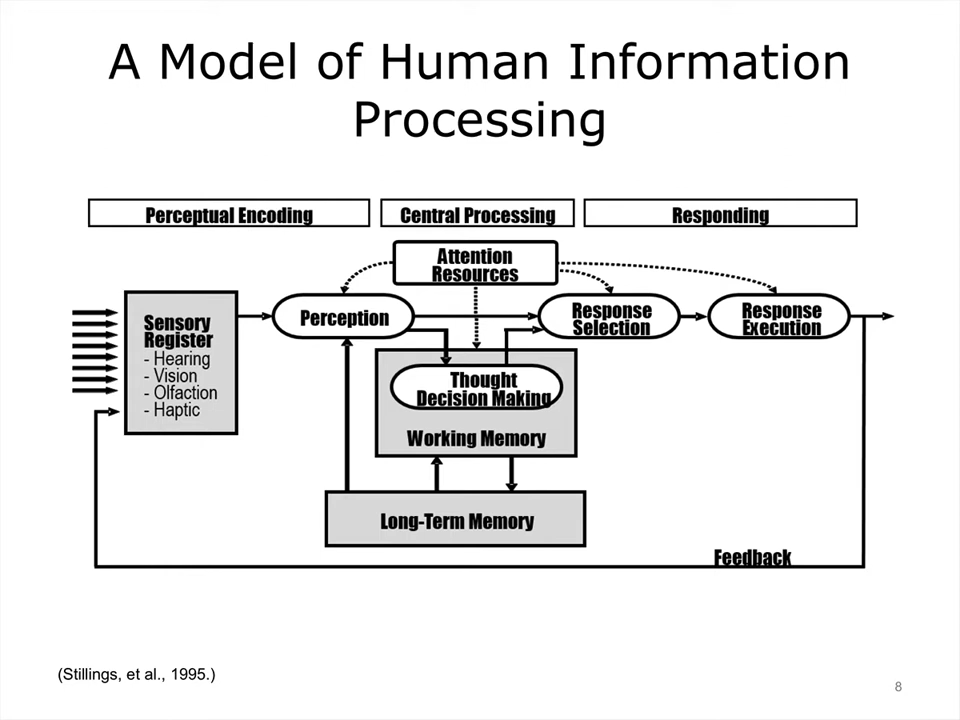 A Model of Human Information
Processing
Perceptual Encoding
Central Processing
Responding
Attention
Resources
Sensory
Register
- Hearing
- Vision
- Olfaction
- Haptic
Perception
Response
Selection
Response
Execution
Thought
Decision Making
Working Memory
Long-Term Memory
Feedback
(Stillings, et al., 1995.)
8